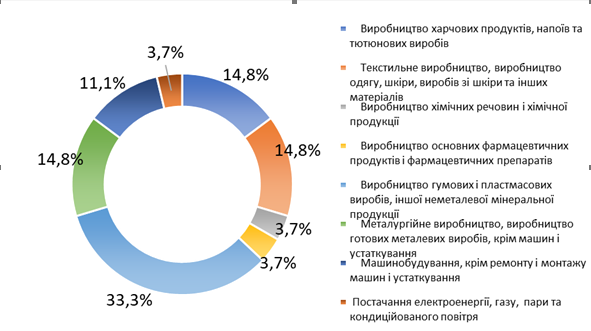 3,7%
14,8%
11,1%
14,8%
14,8%
3,7%
3,7%
33,3%
Виробництво харчових продуктів, напоїв та
тютюнових виробів
Текстильне виробництво, виробництво
одягу, шкіри, виробів зі шкіри та інших
матеріалів
Виробництво хімічних речовин і хімічної
продукції
Виробництво основних фармацевтичних
продуктів і фармацевтичних препаратів
Виробництво гумових і пластмасових
виробів, іншої неметалевої мінеральної
продукції
Металургійне виробництво, виробництво
готових металевих виробів, крім машин і
устаткування
Машинобудування, крім ремонту і монтажу
машин і устаткування
Постачання електроенергії, газу, пари та
кондиційованого повітря